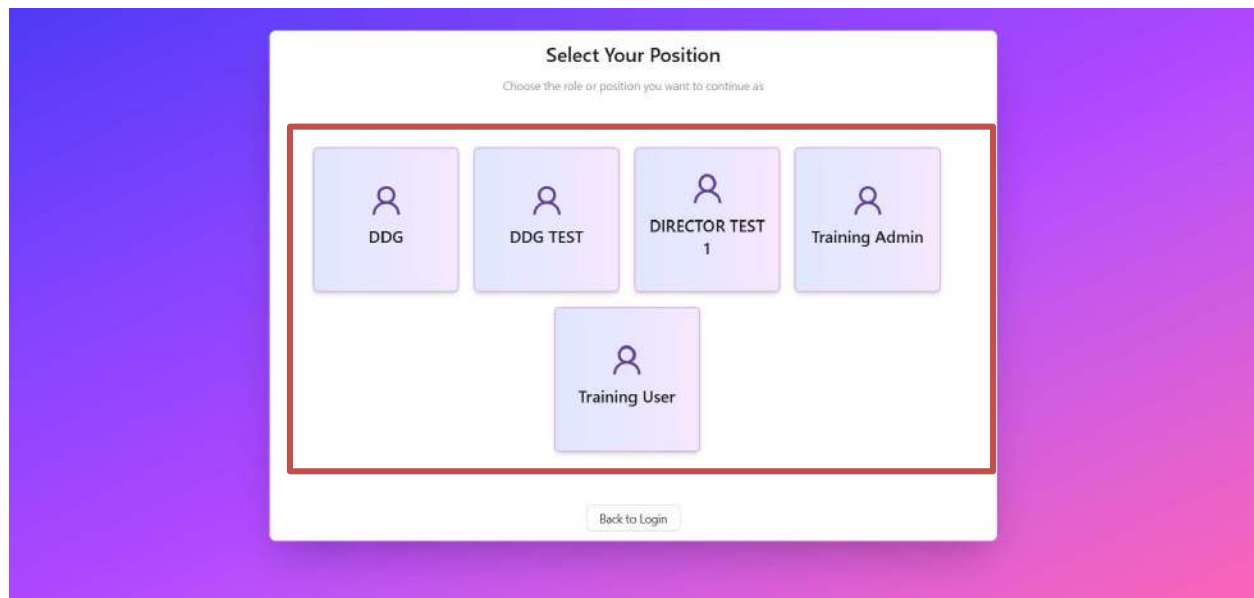 Select Your Position
Choose the role or position you want to continue as
DDG
DDG TEST
DIRECTOR TEST
1
Training Admin
Training User
Back to Login